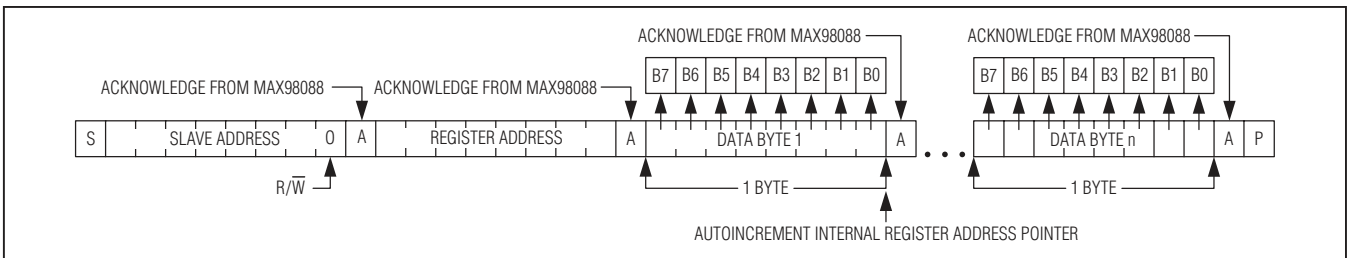 ACKNOWLEDGE FROM MAX98088
ACKNOWLEDGE FROM MAX98088
B7 B6 B5 B4 B3 B2 B1 B0
B7 B6 B5 B4 B3 B2 B1 B0
ACKNOWLEDGE FROM MAX98088
ACKNOWLEDGE FROM MAX98088
S SLAVE ADDRESS 0 A REGISTER ADDRESS A DATA BYTE 1 A ... DATA BYTE n A P
R/W̅
1 BYTE
1 BYTE
AUTOINCREMENT INTERNAL REGISTER ADDRESS POINTER